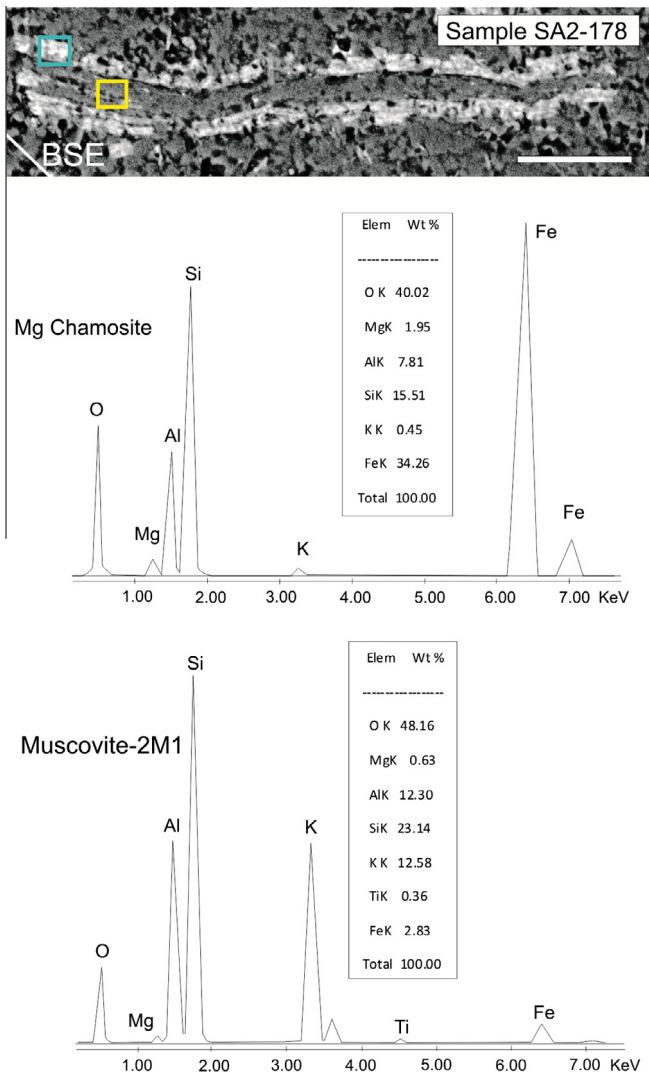 Sample SA2-178
BSE
Elem Wt %
-------------------
O K 40.02
MgK 1.95
AlK 7.81
SiK 15.51
K K 0.45
FeK 34.26
Total 100.00
Mg Chamosite
O
Mg
Al
Si
K
Fe
Fe
1.00 2.00 3.00 4.00 5.00 6.00 7.00 KeV
Elem Wt %
-------------------
O K 48.16
MgK 0.63
AlK 12.30
SiK 23.14
K K 12.58
TiK 0.36
FeK 2.83
Total 100.00
Muscovite-2M1
O
Mg
Al
Si
K
Ti
Fe
1.00 2.00 3.00 4.00 5.00 6.00 7.00 KeV